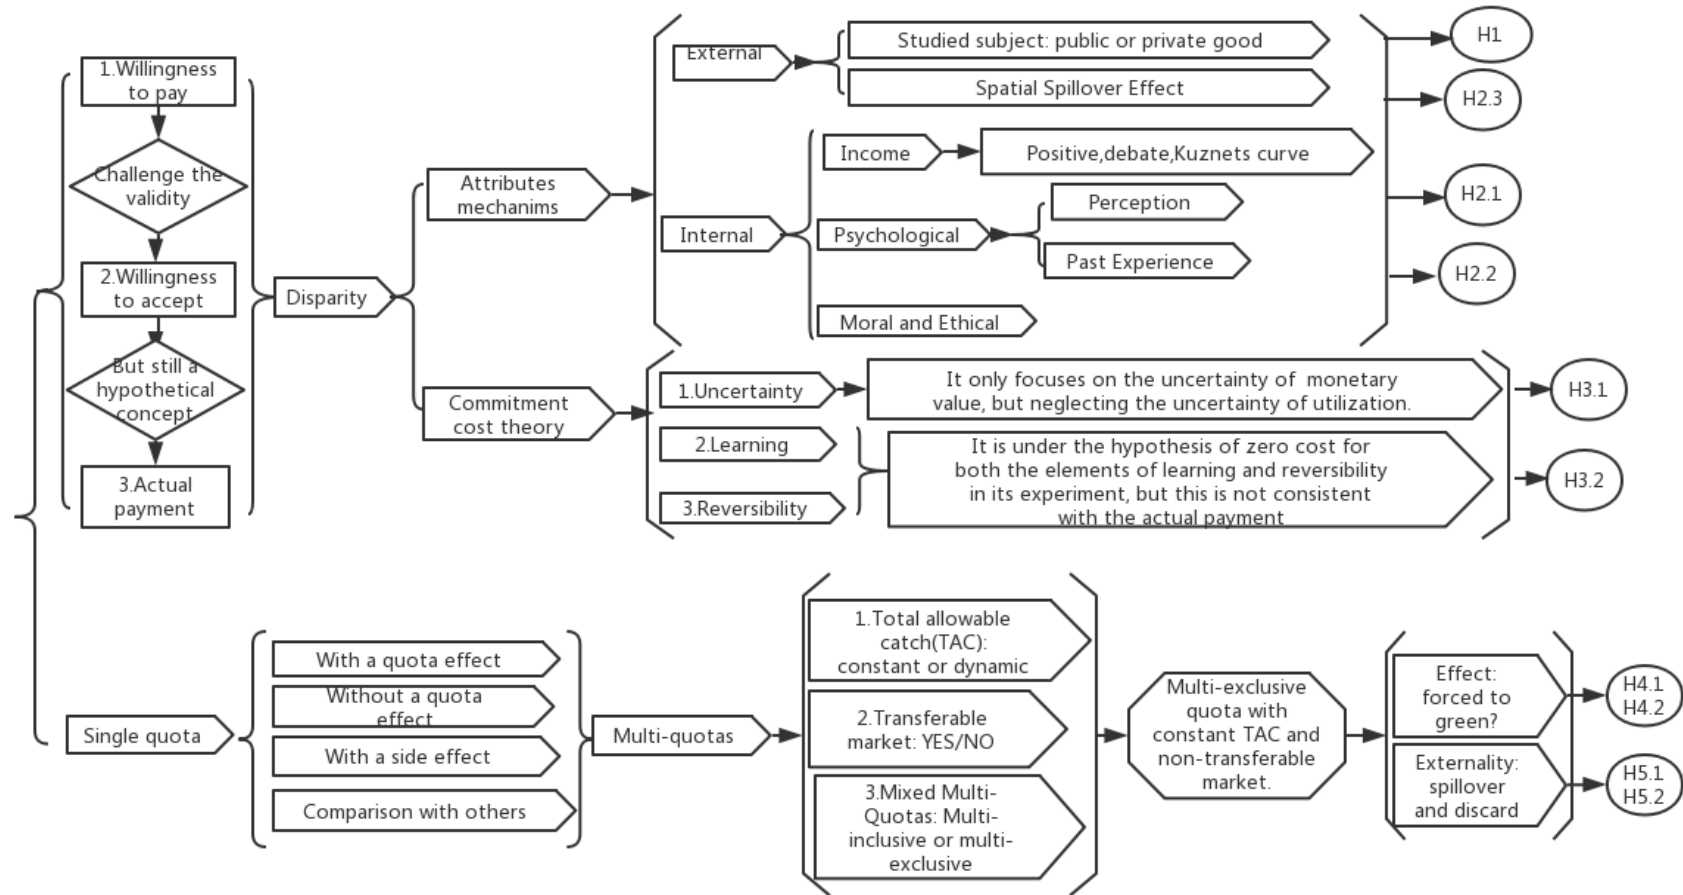 1.Willingness
to pay
Challenge the
validity
2.Willingness
to accept
But still a
hypothetical
concept
3.Actual
payment
Disparity
Attributes
mechanims
External
Studied subject: public or private good
Spatial Spillover Effect
Internal
Income
Positive,debate,Kuznets curve
Psychological
Perception
Past Experience
Moral and Ethical
H1
H2.3
H2.1
H2.2
Commitment
cost theory
1.Uncertainty
It only focuses on the uncertainty of monetary
value, but neglecting the uncertainty of utilization.
2.Learning
3.Reversibility
It is under the hypothesis of zero cost for
both the elements of learning and reversibility
in its experiment, but this is not consistent
with the actual payment
H3.1
H3.2
Single quota
With a quota effect
Without a quota
effect
With a side effect
Comparison with others
Multi-quotas
1.Total allowable
catch(TAC):
constant or dynamic
2.Transferable
market: YES/NO
3.Mixed Multi-
Quotas: Multi-
inclusive or multi-
exclusive
Multi-exclusive
quota with
constant TAC and
non-transferable
market.
Effect:
forced to
green?
Externality:
spillover
and discard
H4.1
H4.2
H5.1
H5.2